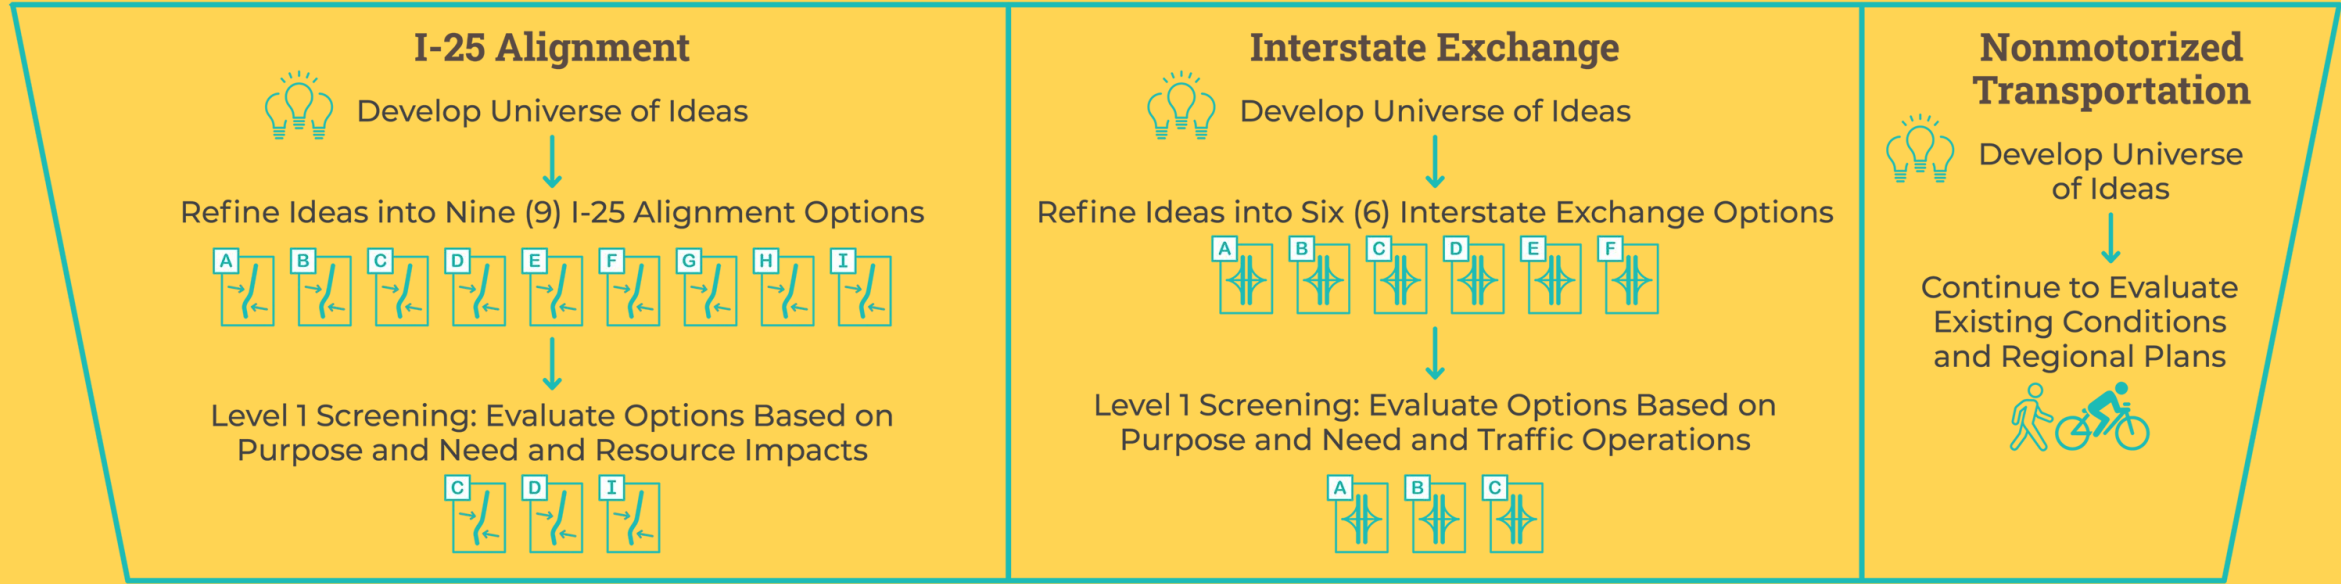 I-25 Alignment
Develop Universe of Ideas
Refine Ideas into Nine (9) I-25 Alignment Options
A B C D E F G H I
Level 1 Screening: Evaluate Options Based on
Purpose and Need and Resource Impacts
C D I
Interstate Exchange
Develop Universe of Ideas
Refine Ideas into Six (6) Interstate Exchange Options
A B C D E F
Level 1 Screening: Evaluate Options Based on
Purpose and Need and Traffic Operations
A B C
Nonmotorized
Transportation
Develop Universe
of Ideas
Continue to Evaluate
Existing Conditions
and Regional Plans